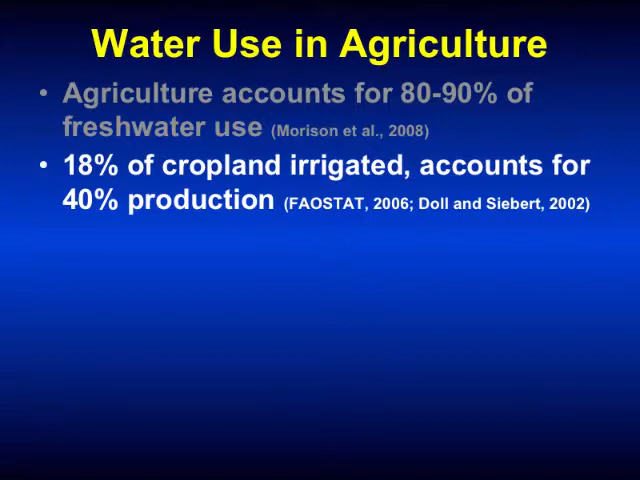 Water Use in Agriculture
• Agriculture accounts for 80-90% of
freshwater use (Morison et al., 2008)
• 18% of cropland irrigated, accounts for
40% production (FAOSTAT, 2006; Doll and Siebert, 2002)